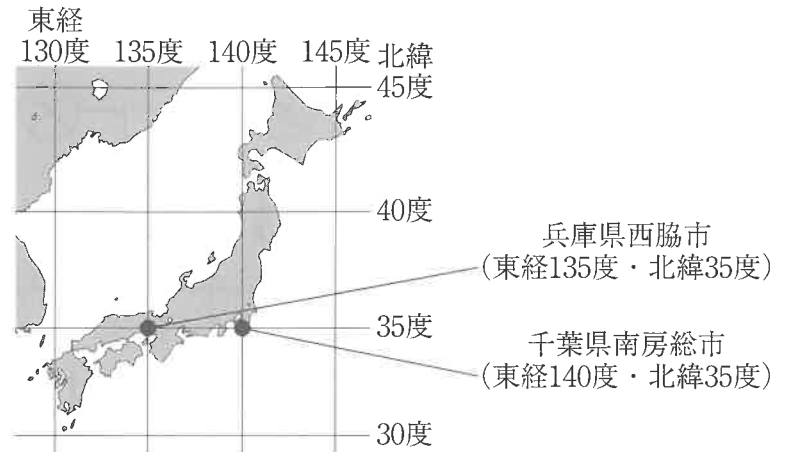 東経
130度 135度 140度 145度 北緯
45度
40度
兵庫県西脇市
(東経135度・北緯35度)
35度
千葉県南房総市
(東経140度・北緯35度)
30度